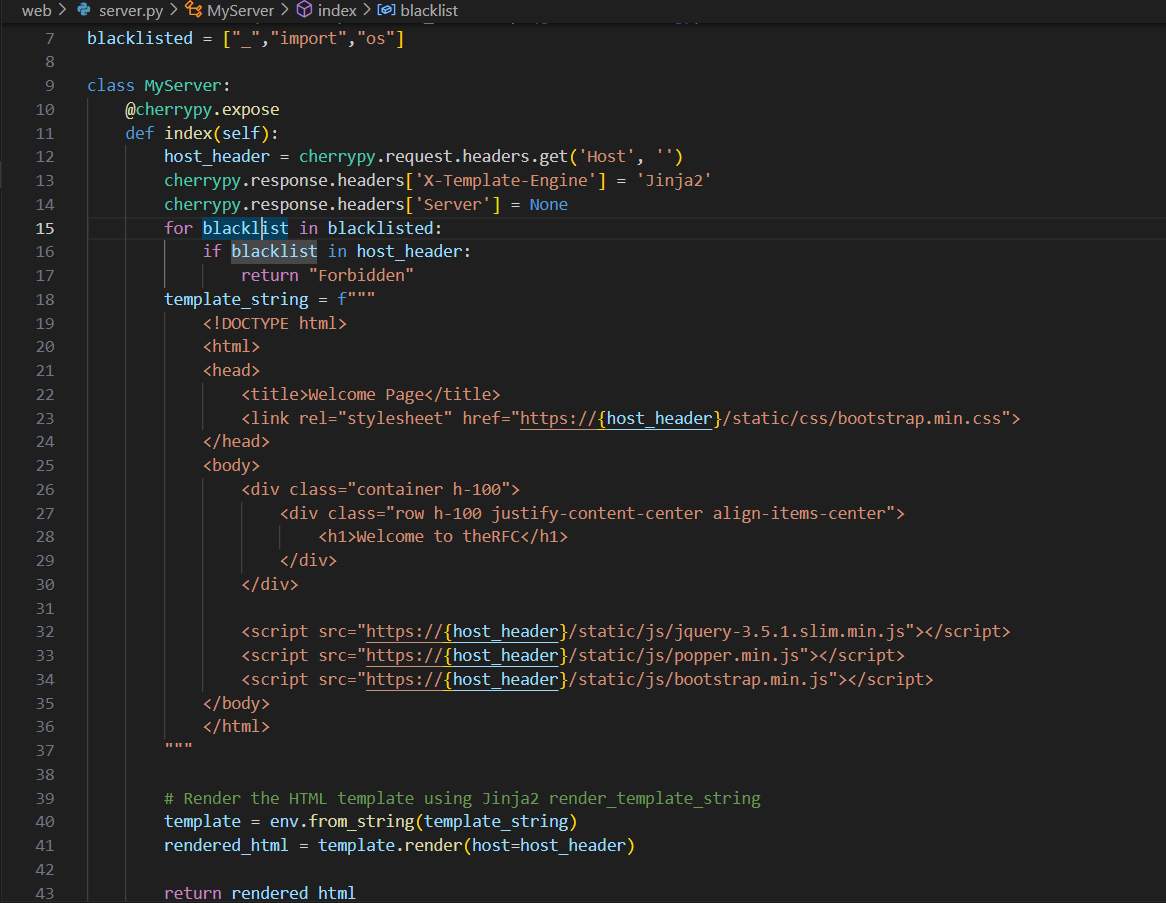 web > server.py > MyServer > index > blacklist
7 blacklisted = ["_","import","os"]
8
9 class MyServer:
10     @cherrypy.expose
11     def index(self):
12         host_header = cherrypy.request.headers.get('Host', '')
13         cherrypy.response.headers['X-Template-Engine'] = 'Jinja2'
14         cherrypy.response.headers['Server'] = None
15         for blacklist in blacklisted:
16             if blacklist in host_header:
17                 return "Forbidden"
18         template_string = f"""
19             <!DOCTYPE html>
20             <html>
21             <head>
22                 <title>Welcome Page</title>
23                 <link rel="stylesheet" href="https://{host_header}/static/css/bootstrap.min.css">
24             </head>
25             <body>
26                 <div class="container h-100">
27                     <div class="row h-100 justify-content-center align-items-center">
28                         <h1>Welcome to theRFC</h1>
29                     </div>
30                 </div>
31
32                 <script src="https://{host_header}/static/js/jquery-3.5.1.slim.min.js"></script>
33                 <script src="https://{host_header}/static/js/popper.min.js"></script>
34                 <script src="https://{host_header}/static/js/bootstrap.min.js"></script>
35             </body>
36             </html>
37         """
38
39         # Render the HTML template using Jinja2 render_template_string
40         template = env.from_string(template_string)
41         rendered_html = template.render(host=host_header)
42
43         return rendered_html